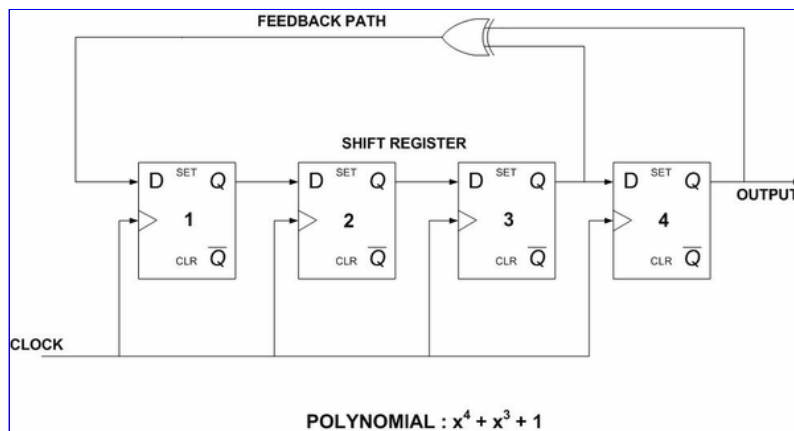 FEEDBACK PATH
SHIFT REGISTER
D SET Q
D SET Q
D SET Q
D SET Q
OUTPUT
1
2
3
4
CLR Q̅
CLR Q̅
CLR Q̅
CLR Q̅
CLOCK
POLYNOMIAL : x⁴ + x³ + 1